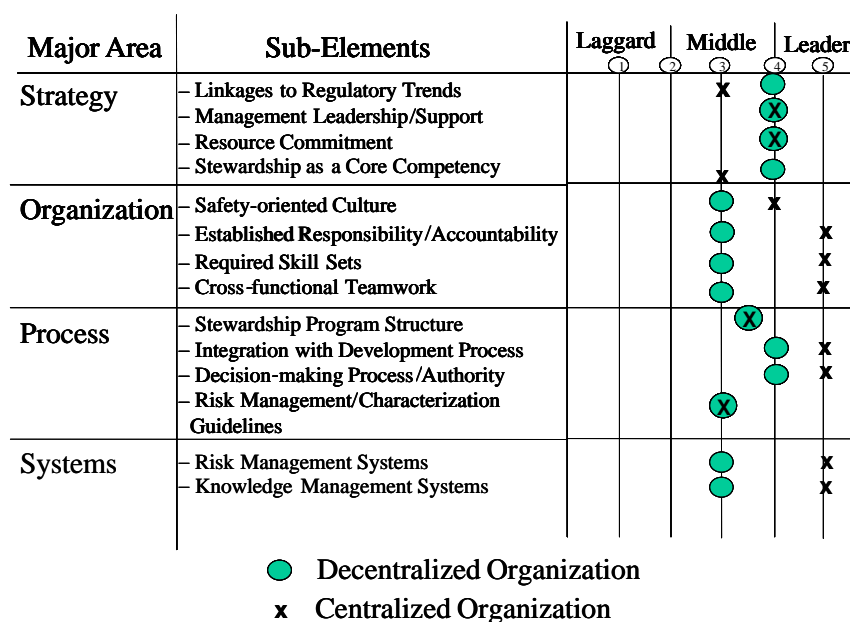 Major Area Sub-Elements Laggard Middle Leader
1 2 3 4 5
Strategy
– Linkages to Regulatory Trends x
– Management Leadership/Support x
– Resource Commitment x
– Stewardship as a Core Competency x
Organization
– Safety-oriented Culture x
– Established Responsibility/Accountability x
– Required Skill Sets x
– Cross-functional Teamwork x
Process
– Stewardship Program Structure x
– Integration with Development Process x
– Decision-making Process/Authority x
– Risk Management/Characterization x
Guidelines
Systems
– Risk Management Systems x
– Knowledge Management Systems x
Decentralized Organization
x Centralized Organization